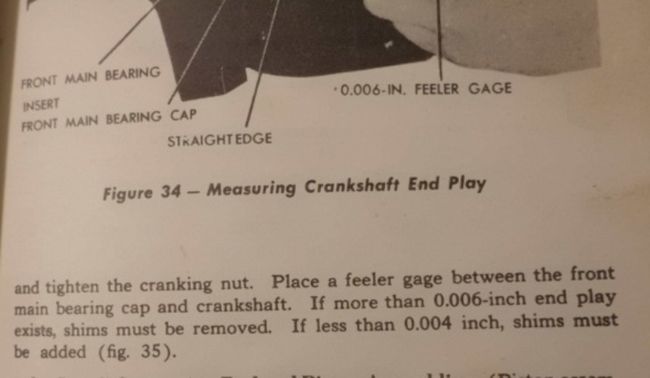 FRONT MAIN BEARING
INSERT
FRONT MAIN BEARING CAP
STRAIGHTEDGE
0.006-IN. FEELER GAGE
Figure 34 — Measuring Crankshaft End Play
and tighten the cranking nut. Place a feeler gage between the front
main bearing cap and crankshaft. If more than 0.006-inch end play
exists, shims must be removed. If less than 0.004 inch, shims must
be added (fig. 35).